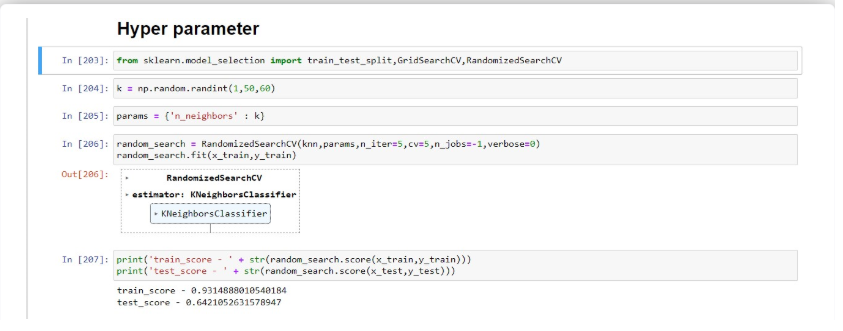 Hyper parameter
In [203]: from sklearn.model_selection import train_test_split,GridSearchCV,RandomizedSearchCV
In [204]: k = np.random.randint(1,50,60)
In [205]: params = {'n_neighbors' : k}
In [206]: random_search = RandomizedSearchCV(knn,params,n_iter=5,cv=5,n_jobs=-1,verbose=0)
random_search.fit(x_train,y_train)
Out[206]:
RandomizedSearchCV
estimator: KNeighborsClassifier
KNeighborsClassifier
In [207]: print('train_score - ' + str(random_search.score(x_train,y_train)))
print('test_score - ' + str(random_search.score(x_test,y_test)))
train_score - 0.9314888010540184
test_score - 0.6421052631578947